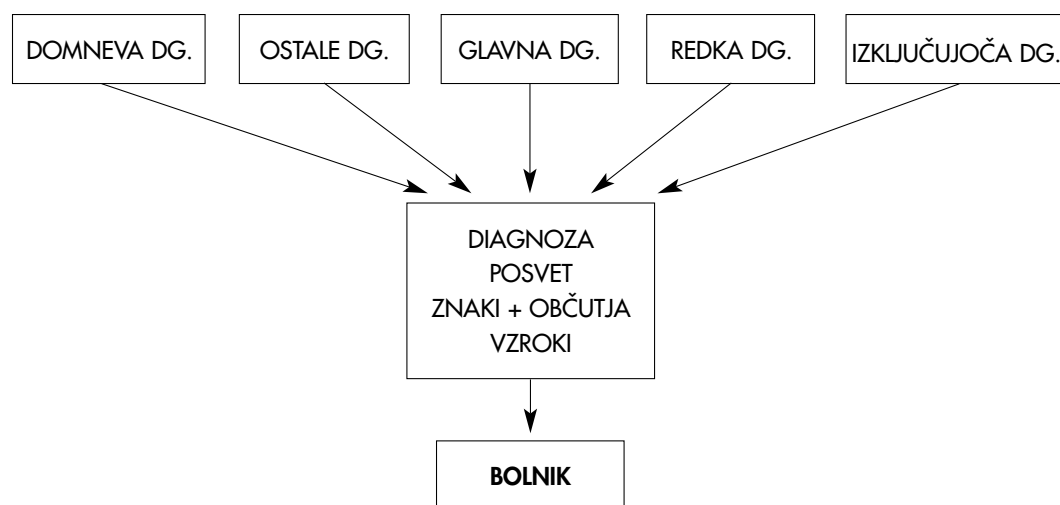 DOMNEVA DG.
OSTALE DG.
GLAVNA DG.
REDKA DG.
IZKLJUČUJOČA DG.
DIAGNOZA
POSVET
ZNAKI + OBČUTJA
VZROKI
BOLNIK